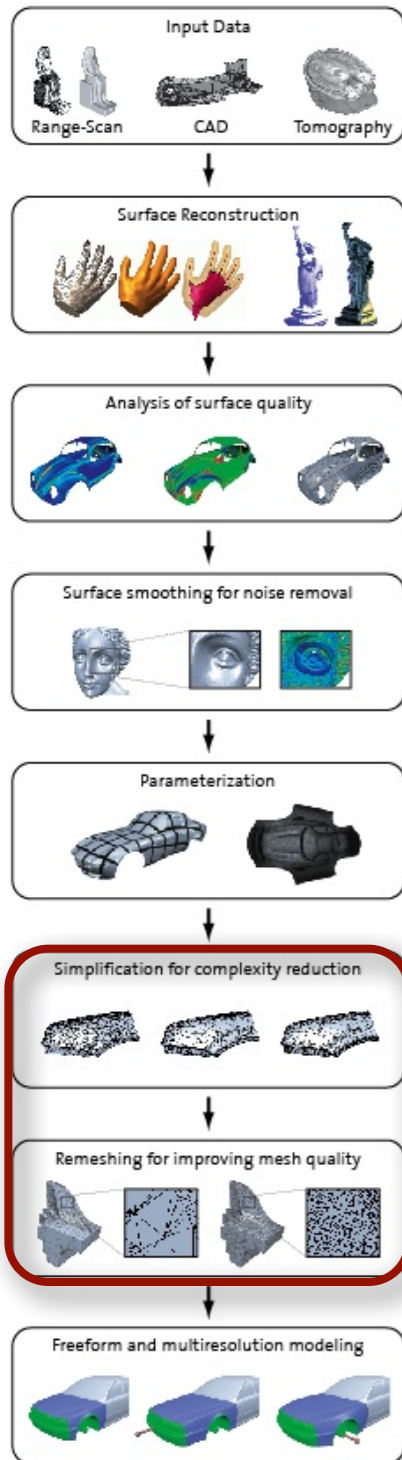 Input Data
Range-Scan CAD Tomography
Surface Reconstruction
Analysis of surface quality
Surface smoothing for noise removal
Parameterization
Simplification for complexity reduction
Remeshing for improving mesh quality
Freeform and multiresolution modeling